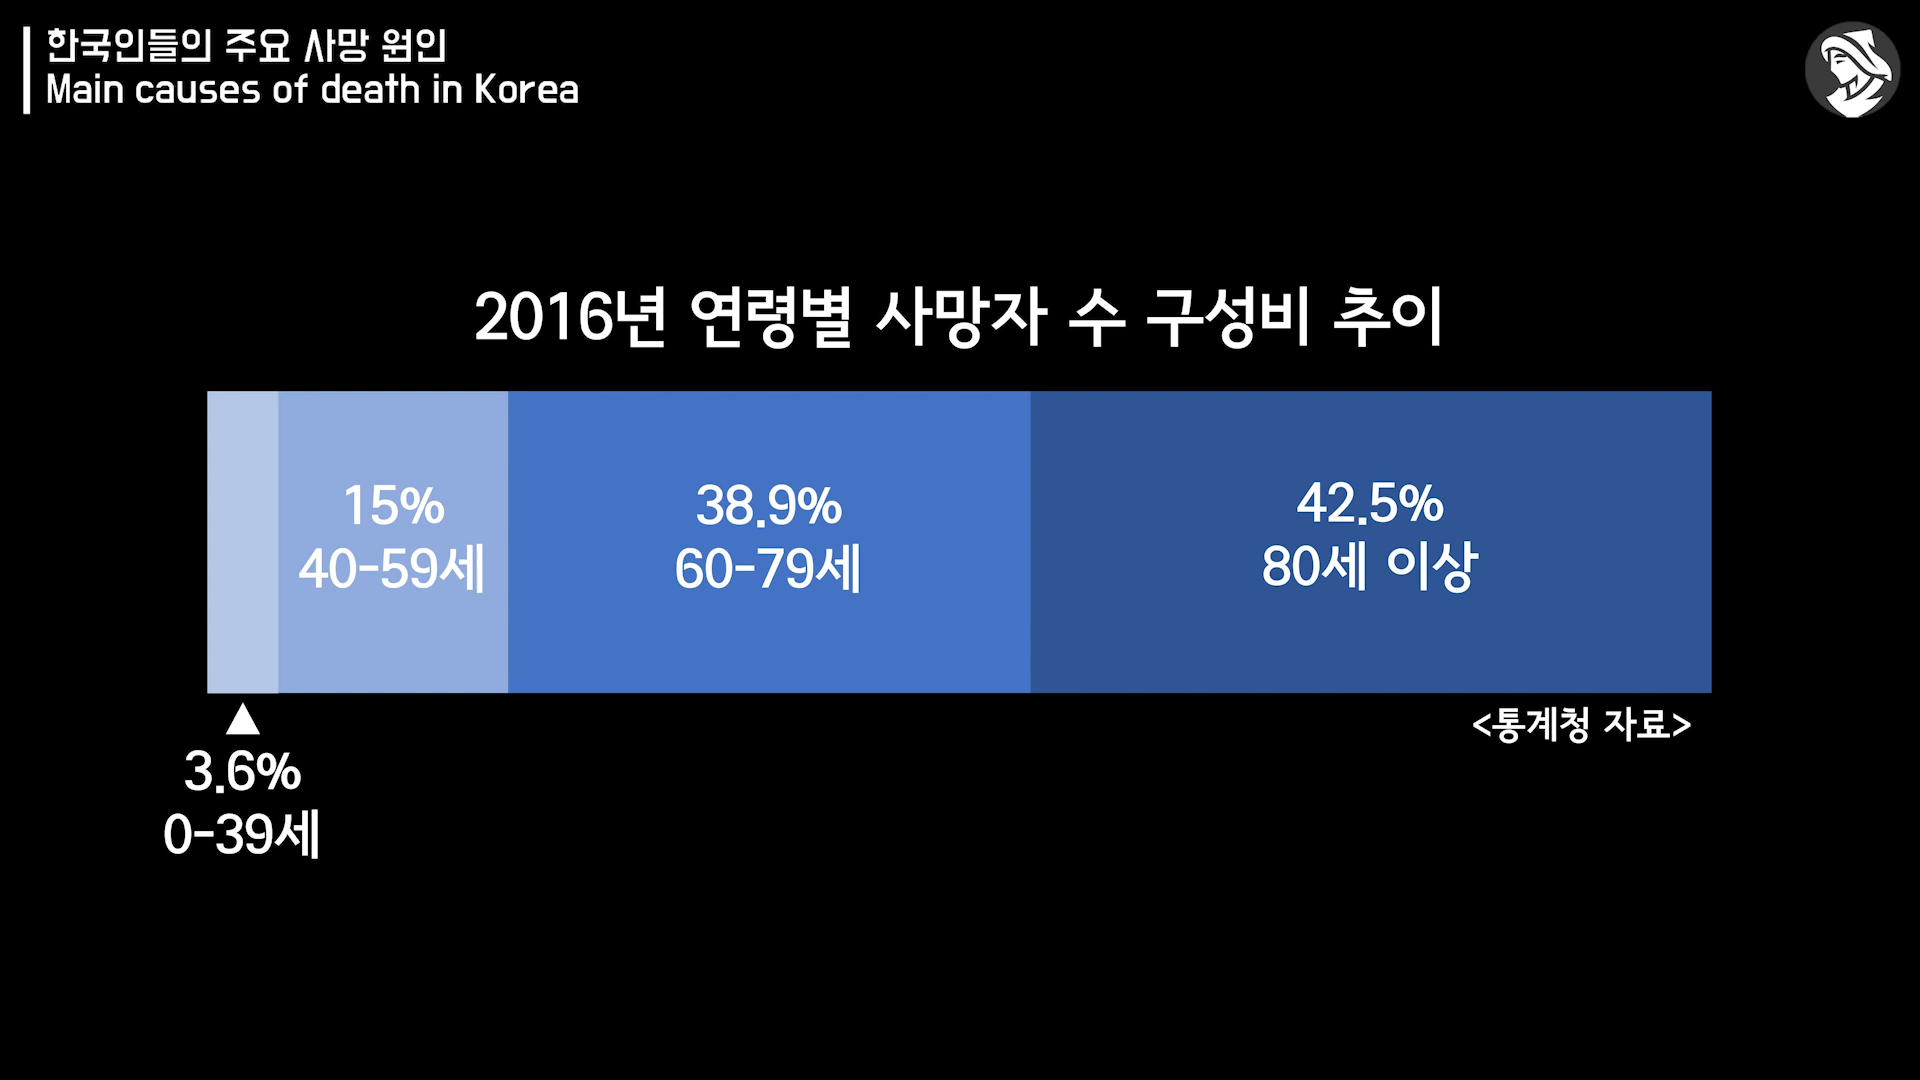 한국인들의 주요 사망 원인
Main causes of death in Korea
2016년 연령별 사망자 수 구성비 추이
15%
40-59세
38.9%
60-79세
42.5%
80세 이상
<통계청 자료>
3.6%
0-39세